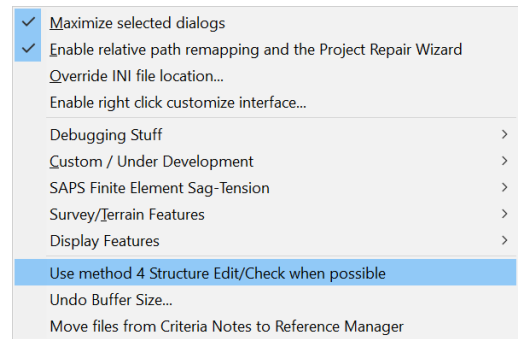 Maximize selected dialogs
Enable relative path remapping and the Project Repair Wizard
Override INI file location...
Enable right click customize interface...
Debugging Stuff
Custom / Under Development
SAPS Finite Element Sag-Tension
Survey/Terrain Features
Display Features
Use method 4 Structure Edit/Check when possible
Undo Buffer Size...
Move files from Criteria Notes to Reference Manager